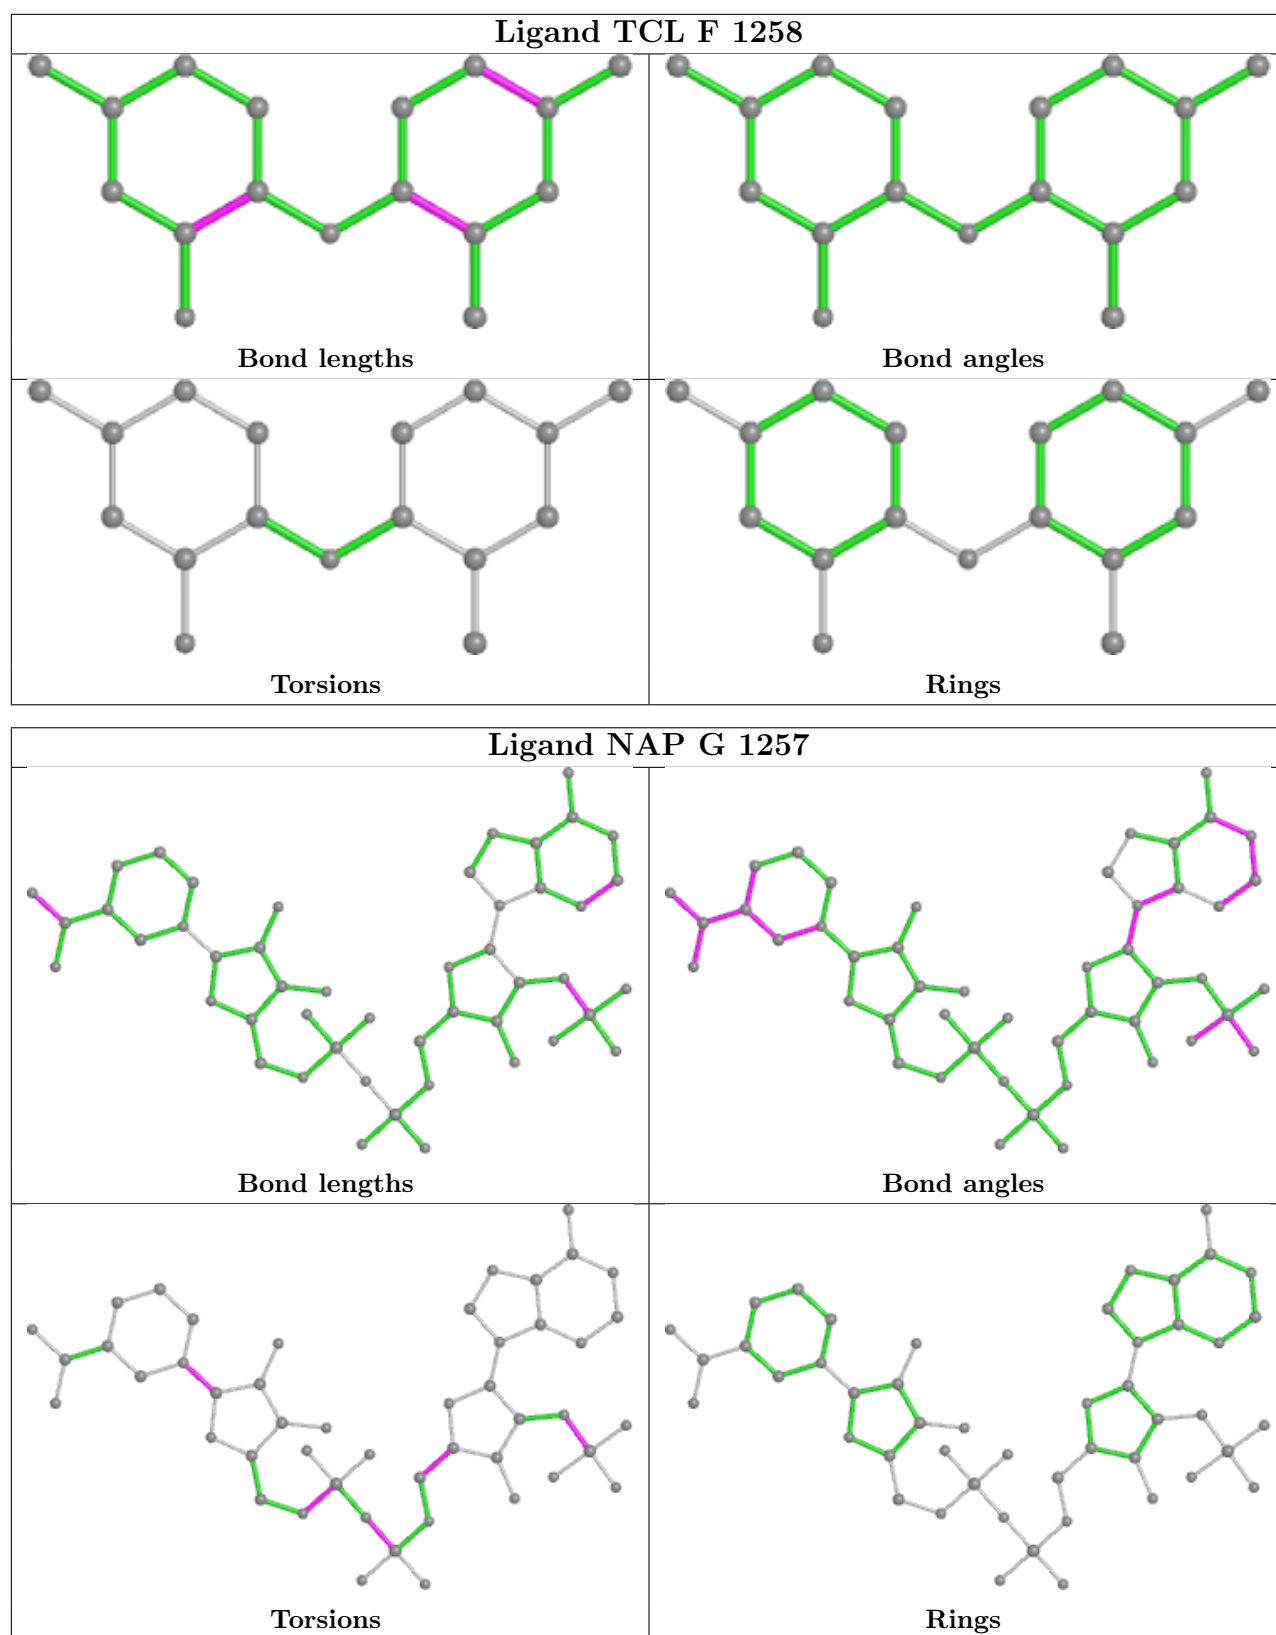 Ligand TCL F 1258
Bond lengths
Bond angles
Torsions
Rings
Ligand NAP G 1257
Bond lengths
Bond angles
Torsions
Rings